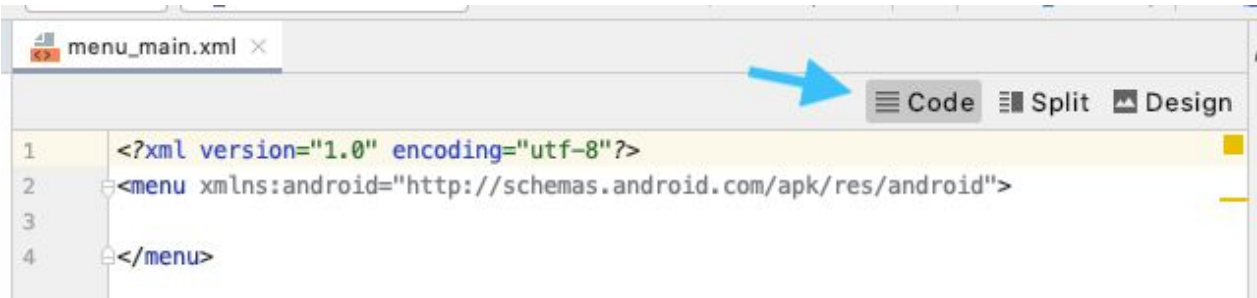 menu_main.xml
Code Split Design
1 <?xml version="1.0" encoding="utf-8"?>
2 <menu xmlns:android="http://schemas.android.com/apk/res/android">
3
4 </menu>